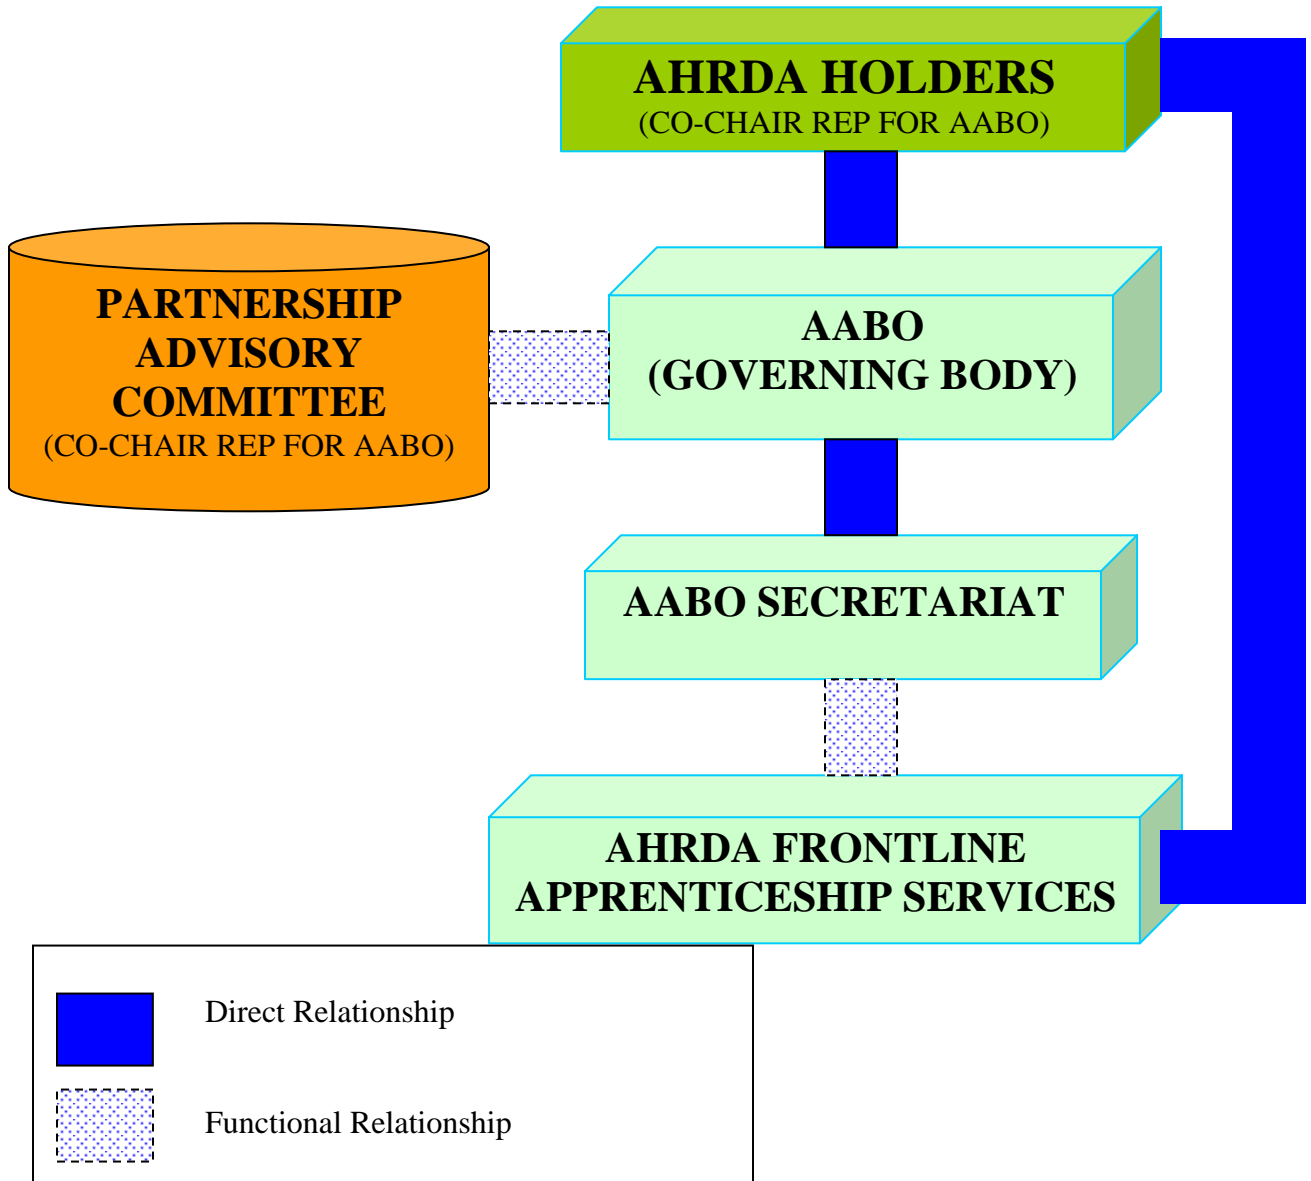 AHRDA HOLDERS
(CO-CHAIR REP FOR AABO)
PARTNERSHIP
ADVISORY
COMMITTEE
(CO-CHAIR REP FOR AABO)
AABO
(GOVERNING BODY)
AABO SECRETARIAT
AHRDA FRONTLINE
APPRENTICESHIP SERVICES
Direct Relationship
Functional Relationship